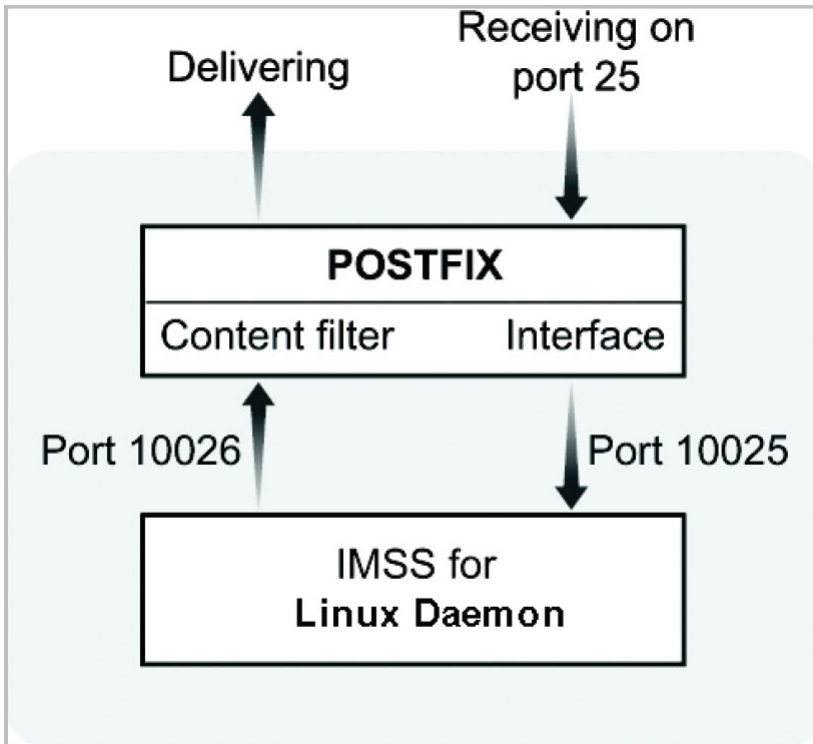 Delivering
Receiving on
port 25
POSTFIX
Content filter
Interface
Port 10026
Port 10025
IMSS for
Linux Daemon